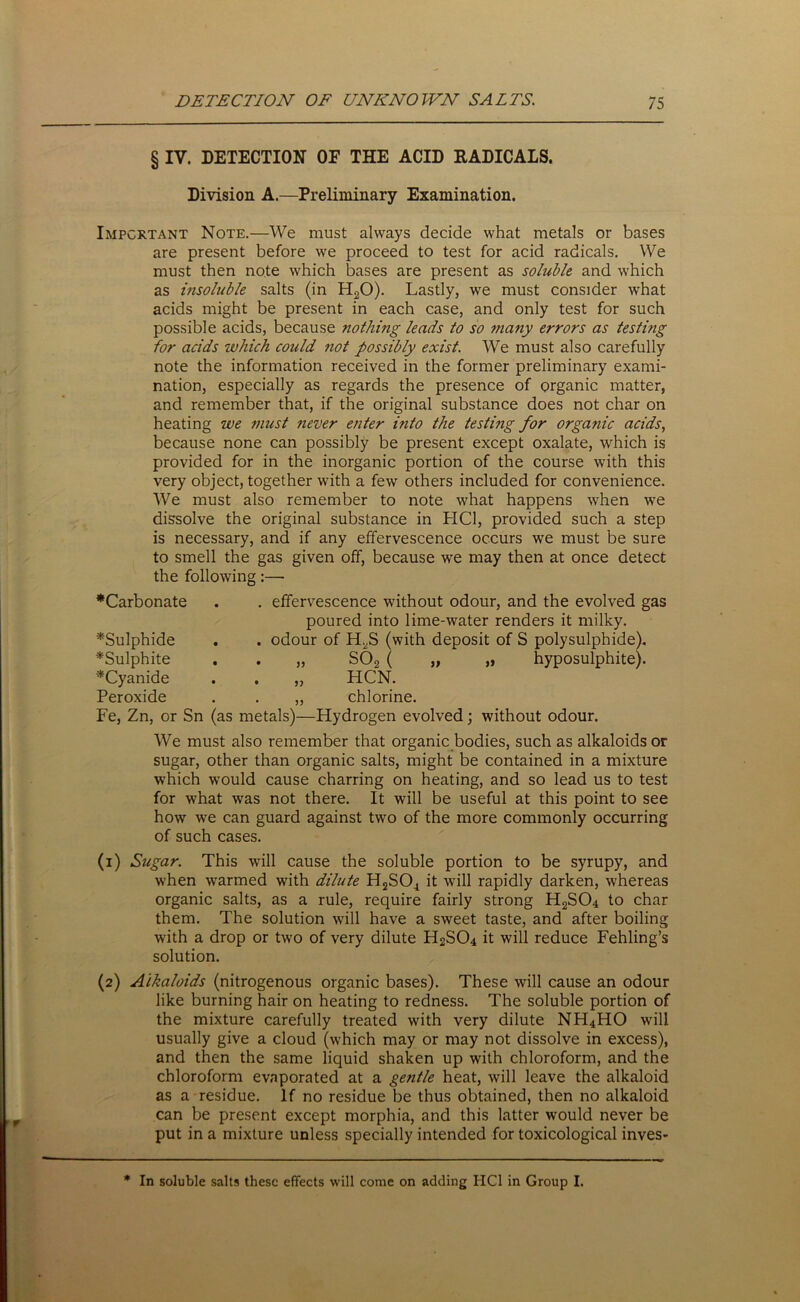 DETECTION OF UNKNOWN SALTS. 75
§ IV. DETECTION OF THE ACID RADICALS.
Division A.—Preliminary Examination.
IMPORTANT NOTE.—We must always decide what metals or bases
are present before we proceed to test for acid radicals. We
must then note which bases are present as soluble and which
as insoluble salts (in H₂O). Lastly, we must consider what
acids might be present in each case, and only test for such
possible acids, because nothing leads to so many errors as testing
for acids which could not possibly exist. We must also carefully
note the information received in the former preliminary exami-
nation, especially as regards the presence of organic matter,
and remember that, if the original substance does not char on
heating we must never enter into the testing for organic acids,
because none can possibly be present except oxalate, which is
provided for in the inorganic portion of the course with this
very object, together with a few others included for convenience.
We must also remember to note what happens when we
dissolve the original substance in HCl, provided such a step
is necessary, and if any effervescence occurs we must be sure
to smell the gas given off, because we may then at once detect
the following :—
*Carbonate . . effervescence without odour, and the evolved gas
poured into lime-water renders it milky.
*Sulphide . . odour of H₂S (with deposit of S polysulphide).
*Sulphite . . „ SO₂ ( „ „ hyposulphite).
*Cyanide . . „ HCN.
Peroxide . . „ chlorine.
Fe, Zn, or Sn (as metals)—Hydrogen evolved; without odour.
We must also remember that organic bodies, such as alkaloids or
sugar, other than organic salts, might be contained in a mixture
which would cause charring on heating, and so lead us to test
for what was not there. It will be useful at this point to see
how we can guard against two of the more commonly occurring
of such cases.
(1) Sugar. This will cause the soluble portion to be syrupy, and
when warmed with dilute H₂SO₄ it will rapidly darken, whereas
organic salts, as a rule, require fairly strong H₂SO₄ to char
them. The solution will have a sweet taste, and after boiling
with a drop or two of very dilute H₂SO₄ it will reduce Fehling's
solution.
(2) Alkaloids (nitrogenous organic bases). These will cause an odour
like burning hair on heating to redness. The soluble portion of
the mixture carefully treated with very dilute NH₄HO will
usually give a cloud (which may or may not dissolve in excess),
and then the same liquid shaken up with chloroform, and the
chloroform evaporated at a gentle heat, will leave the alkaloid
as a residue. If no residue be thus obtained, then no alkaloid
can be present except morphia, and this latter would never be
put in a mixture unless specially intended for toxicological inves-
* In soluble salts these effects will come on adding HCl in Group I.